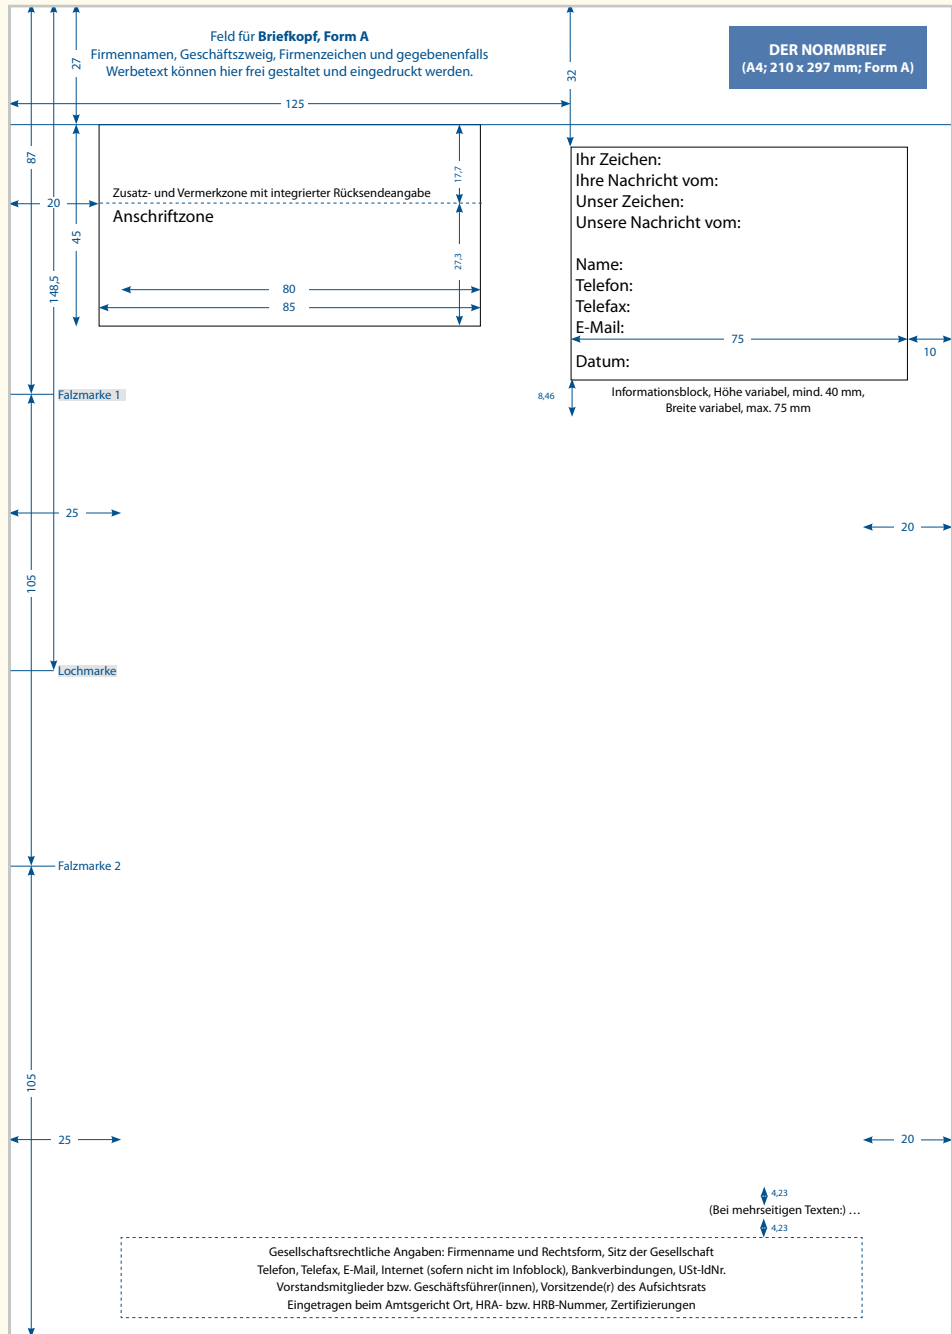 Feld für Briefkopf, Form A
Firmennamen, Geschäftszweig, Firmenzeichen und gegebenenfalls
Werbetext können hier frei gestaltet und eingedruckt werden.
DER NORMBRIEF
(A4; 210 x 297 mm; Form A)
27
32
125
87
17,7
Zusatz- und Vermerkzone mit integrierter Rücksendeangabe
20
Anschriftzone
45
27,3
148,5
80
85
Ihr Zeichen:
Ihre Nachricht vom:
Unser Zeichen:
Unsere Nachricht vom:
Name:
Telefon:
Telefax:
E-Mail:
75
10
Datum:
Falzmarke 1
8,46
Informationsblock, Höhe variabel, mind. 40 mm,
Breite variabel, max. 75 mm
25
20
105
Lochmarke
Falzmarke 2
105
25
20
4,23
(Bei mehrseitigen Texten:) …
4,23
Gesellschaftsrechtliche Angaben: Firmenname und Rechtsform, Sitz der Gesellschaft
Telefon, Telefax, E-Mail, Internet (sofern nicht im Infoblock), Bankverbindungen, USt-IdNr.
Vorstandsmitglieder bzw. Geschäftsführer(innen), Vorsitzende(r) des Aufsichtsrats
Eingetragen beim Amtsgericht Ort, HRA- bzw. HRB-Nummer, Zertifizierungen